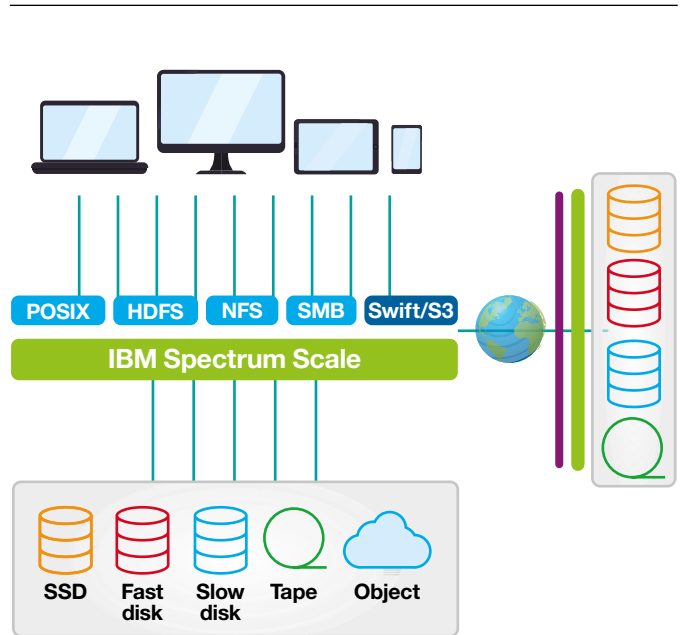 POSIX HDFS NFS SMB Swift/S3
IBM Spectrum Scale
SSD Fast disk Slow disk Tape Object